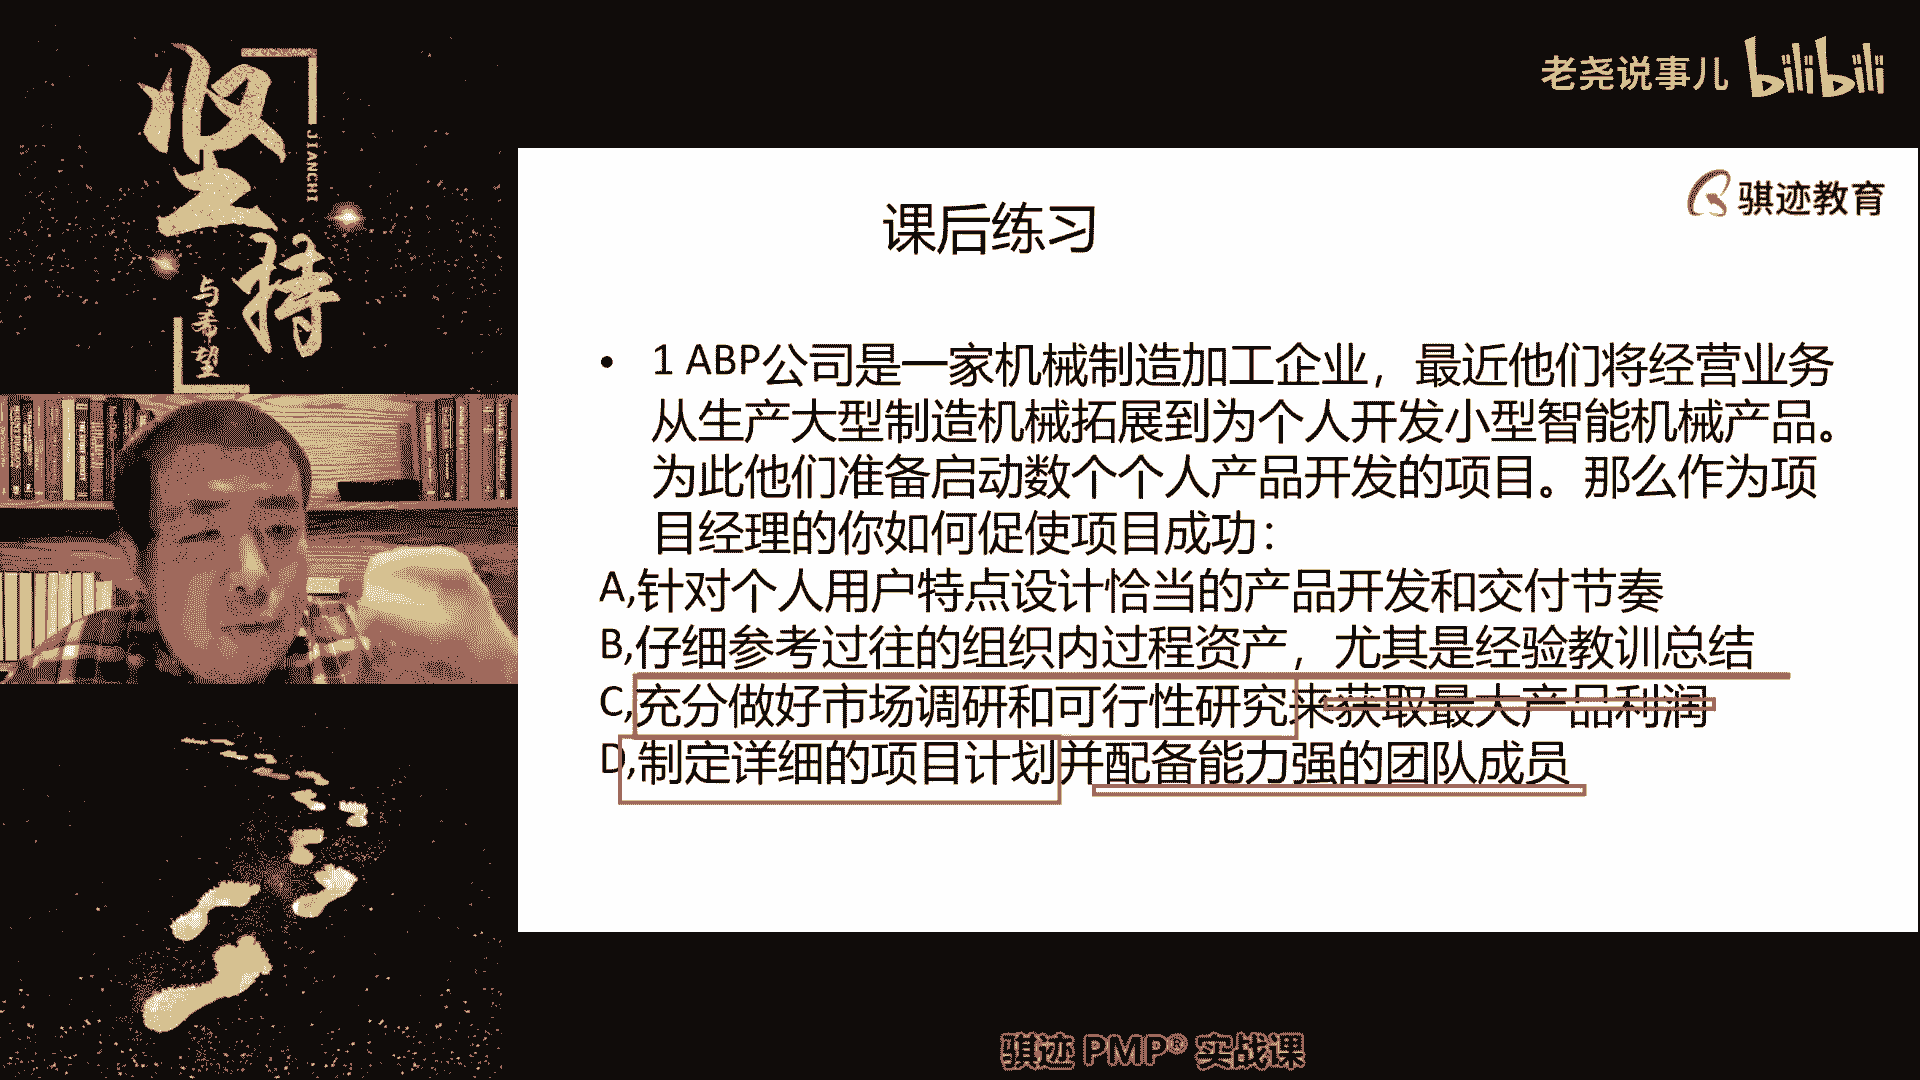 坚持
JIANCHI
与希望
老尧说事儿 bilibili
骐迹教育
课后练习
• 1 ABP公司是一家机械制造加工企业，最近他们将经营业务
从生产大型制造机械拓展到为个人开发小型智能机械产品。
为此他们准备启动数个个人产品开发的项目。那么作为项
目经理的你如何促使项目成功：
A,针对个人用户特点设计恰当的产品开发和交付节奏
B,仔细参考过往的组织内过程资产，尤其是经验教训总结
C,充分做好市场调研和可行性研究来获取最大产品利润
D,制定详细的项目计划并配备能力强的团队成员
骐迹 PMP® 实战课